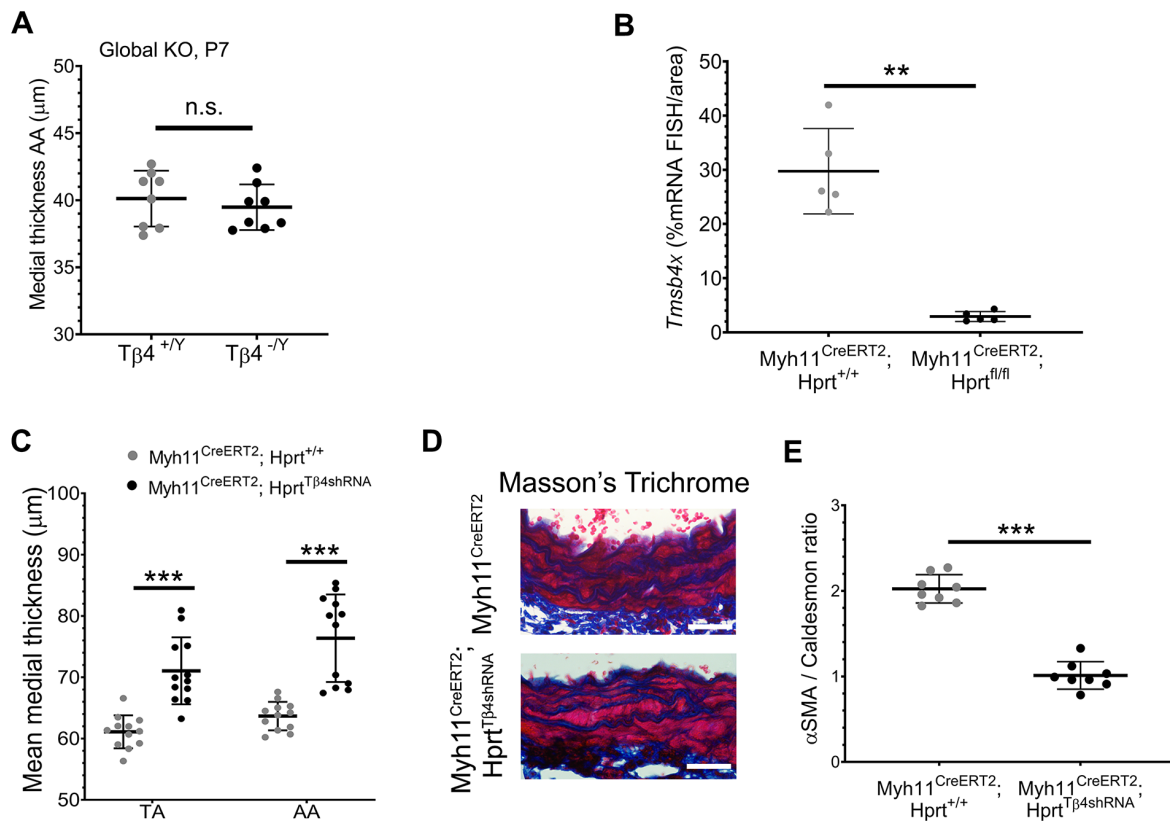 A
Global KO, P7
Medial thickness AA (μm)
50
45
40
35
30
n.s.
Tβ4 +/Y
Tβ4 -/Y
B
Tmsb4x (%mRNA FISH/area)
50
40
30
20
10
0
**
Myh11CreERT2;
Hprt+/+
Myh11CreERT2;
Hprtfl/fl
C
Myh11CreERT2; Hprt+/+
Myh11CreERT2; HprtTβ4shRNA
Mean medial thickness (μm)
100
90
80
70
60
50
***
***
TA
AA
D
Masson's Trichrome
Myh11CreERT2
Myh11CreERT2;
HprtTβ4shRNA
E
αSMA / Caldesmon ratio
3
2
1
0
***
Myh11CreERT2;
Hprt+/+
Myh11CreERT2;
HprtTβ4shRNA